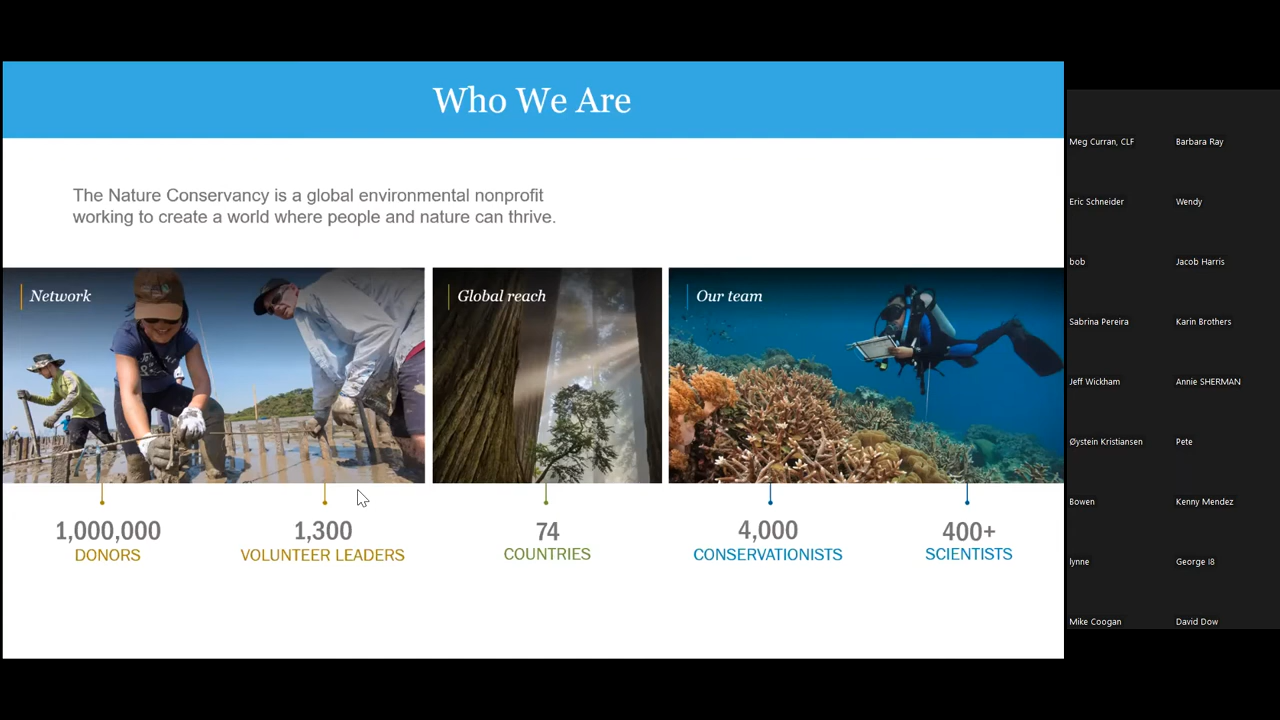 Who We Are
The Nature Conservancy is a global environmental nonprofit
working to create a world where people and nature can thrive.
Network
Global reach
Our team
1,000,000
DONORS
1,300
VOLUNTEER LEADERS
74
COUNTRIES
4,000
CONSERVATIONISTS
400+
SCIENTISTS
Meg Curran, CLF
Barbara Ray
Eric Schneider
Wendy
bob
Jacob Harris
Sabrina Pereira
Karin Brothers
Jeff Wickham
Annie SHERMAN
Øystein Kristiansen
Pete
Bowen
Kenny Mendez
lynne
George I8
Mike Coogan
David Dow